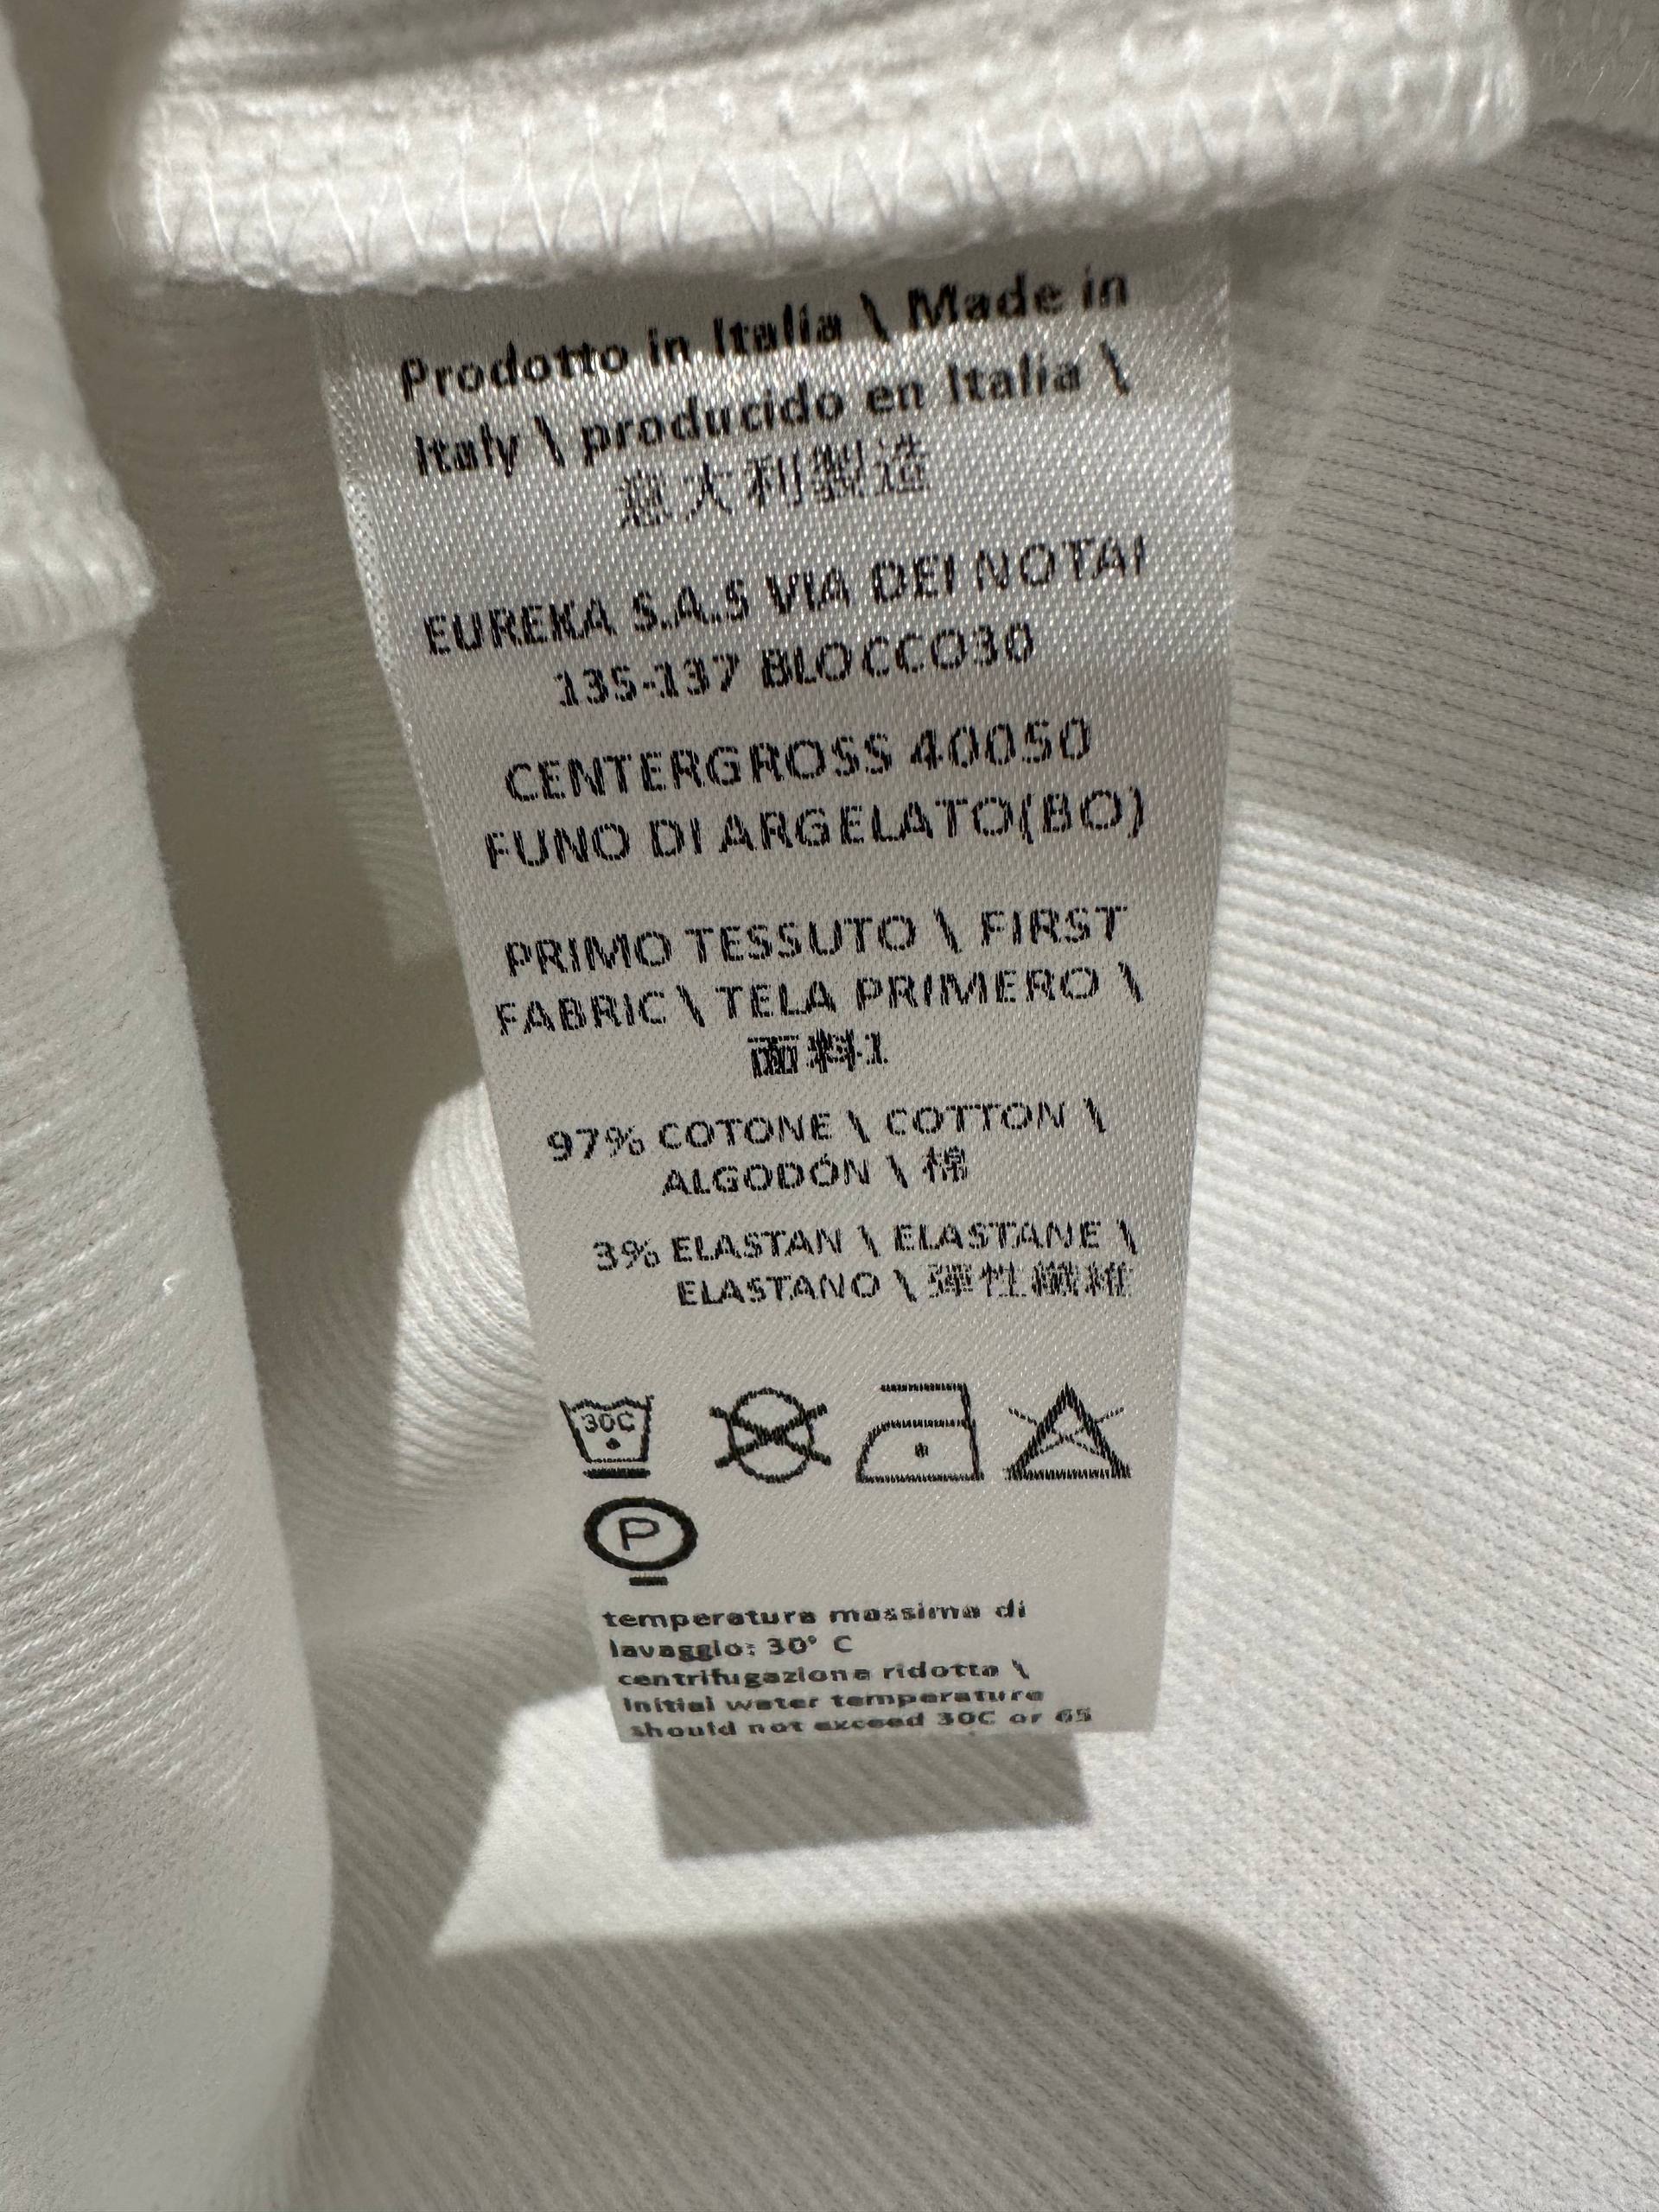 Prodotto in Italia \ Made in
Italy \ producido en Italia \
意大利製造
EUREKA S.A.S VIA DEI NOTAI
135-137 BLOCCO30
CENTERGROSS 40050
FUNO DI ARGELATO(BO)
PRIMO TESSUTO \ FIRST
FABRIC \ TELA PRIMERO \
面料1
97% COTONE \ COTTON \
ALGODÓN \ 棉
3% ELASTAN \ ELASTANE \
ELASTANO \ 弹性纖維
30C
P
temperatura massima di
lavaggio: 30° C
centrifugazione ridotta \
Initial water temperature
should not exceed 30C or 65